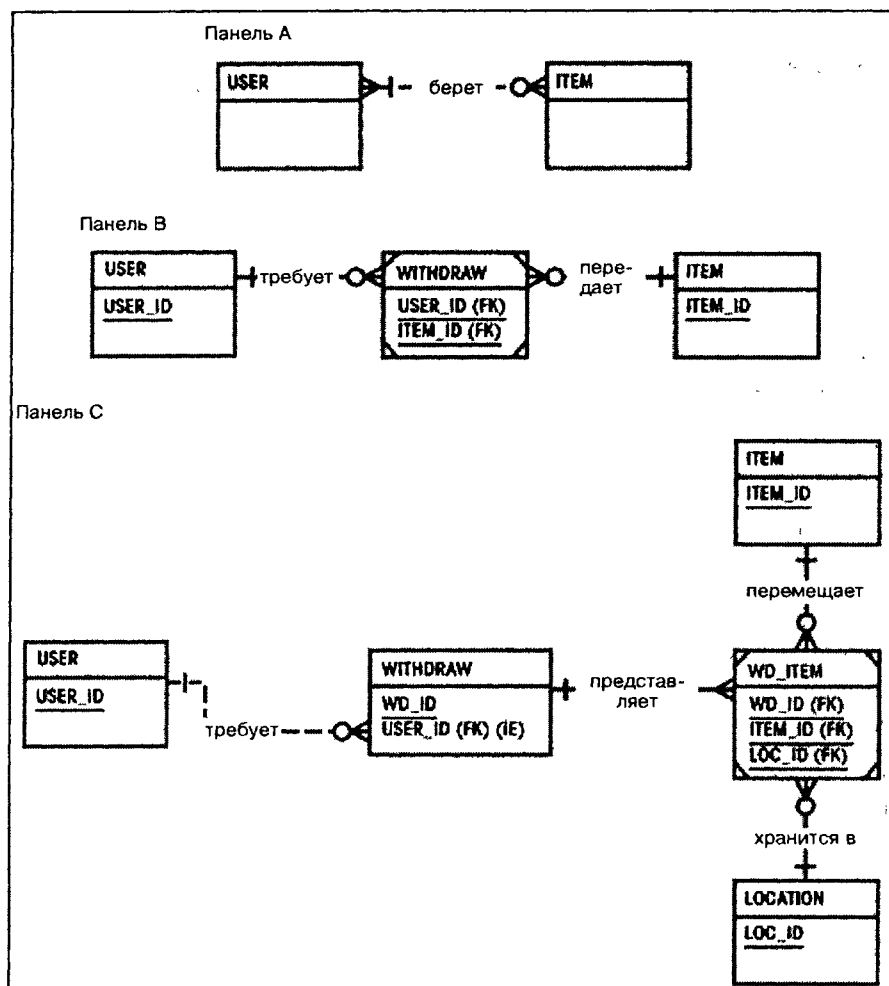 Панель А
USER
берет
ITEM
Панель В
USER
USER_ID
требует
WITHDRAW
USER_ID (FK)
ITEM_ID (FK)
пере-
дает
ITEM
ITEM_ID
Панель С
ITEM
ITEM_ID
перемещает
USER
USER_ID
требует
WITHDRAW
WD_ID
USER_ID (FK) (IE)
представ-
ляет
WD_ITEM
WD_ID (FK)
ITEM_ID (FK)
LOC_ID (FK)
хранится в
LOCATION
LOC_ID